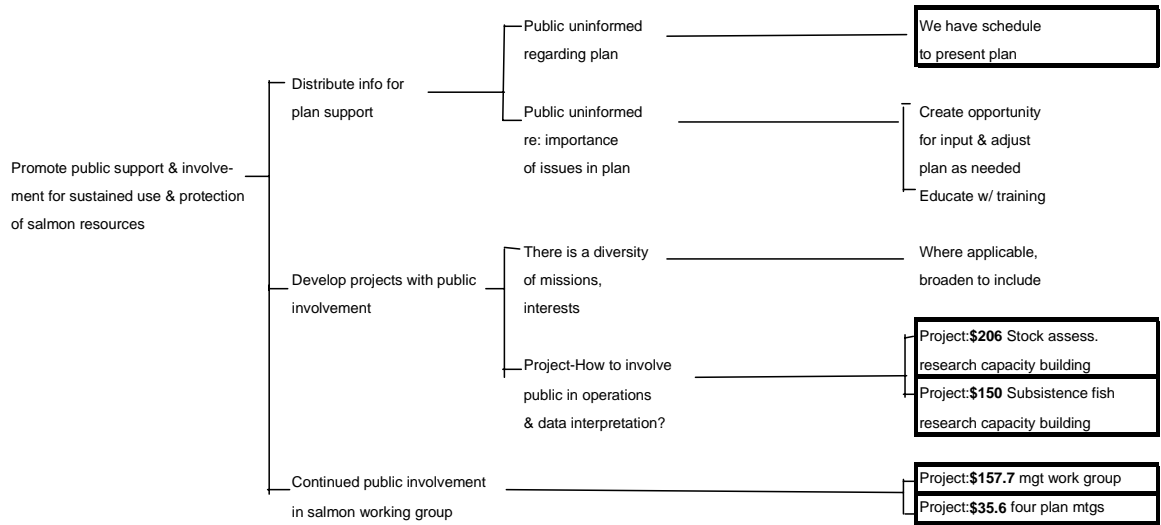 Promote public support & involve-
ment for sustained use & protection
of salmon resources
Distribute info for
plan support
Public uninformed
regarding plan
We have schedule
to present plan
Public uninformed
re: importance
of issues in plan
Create opportunity
for input & adjust
plan as needed
Educate w/ training
Develop projects with public
involvement
There is a diversity
of missions,
interests
Where applicable,
broaden to include
Project-How to involve
public in operations
& data interpretation?
Project:$206 Stock assess.
research capacity building
Project:$150 Subsistence fish
research capacity building
Continued public involvement
in salmon working group
Project:$157.7 mgt work group
Project:$35.6 four plan mtgs